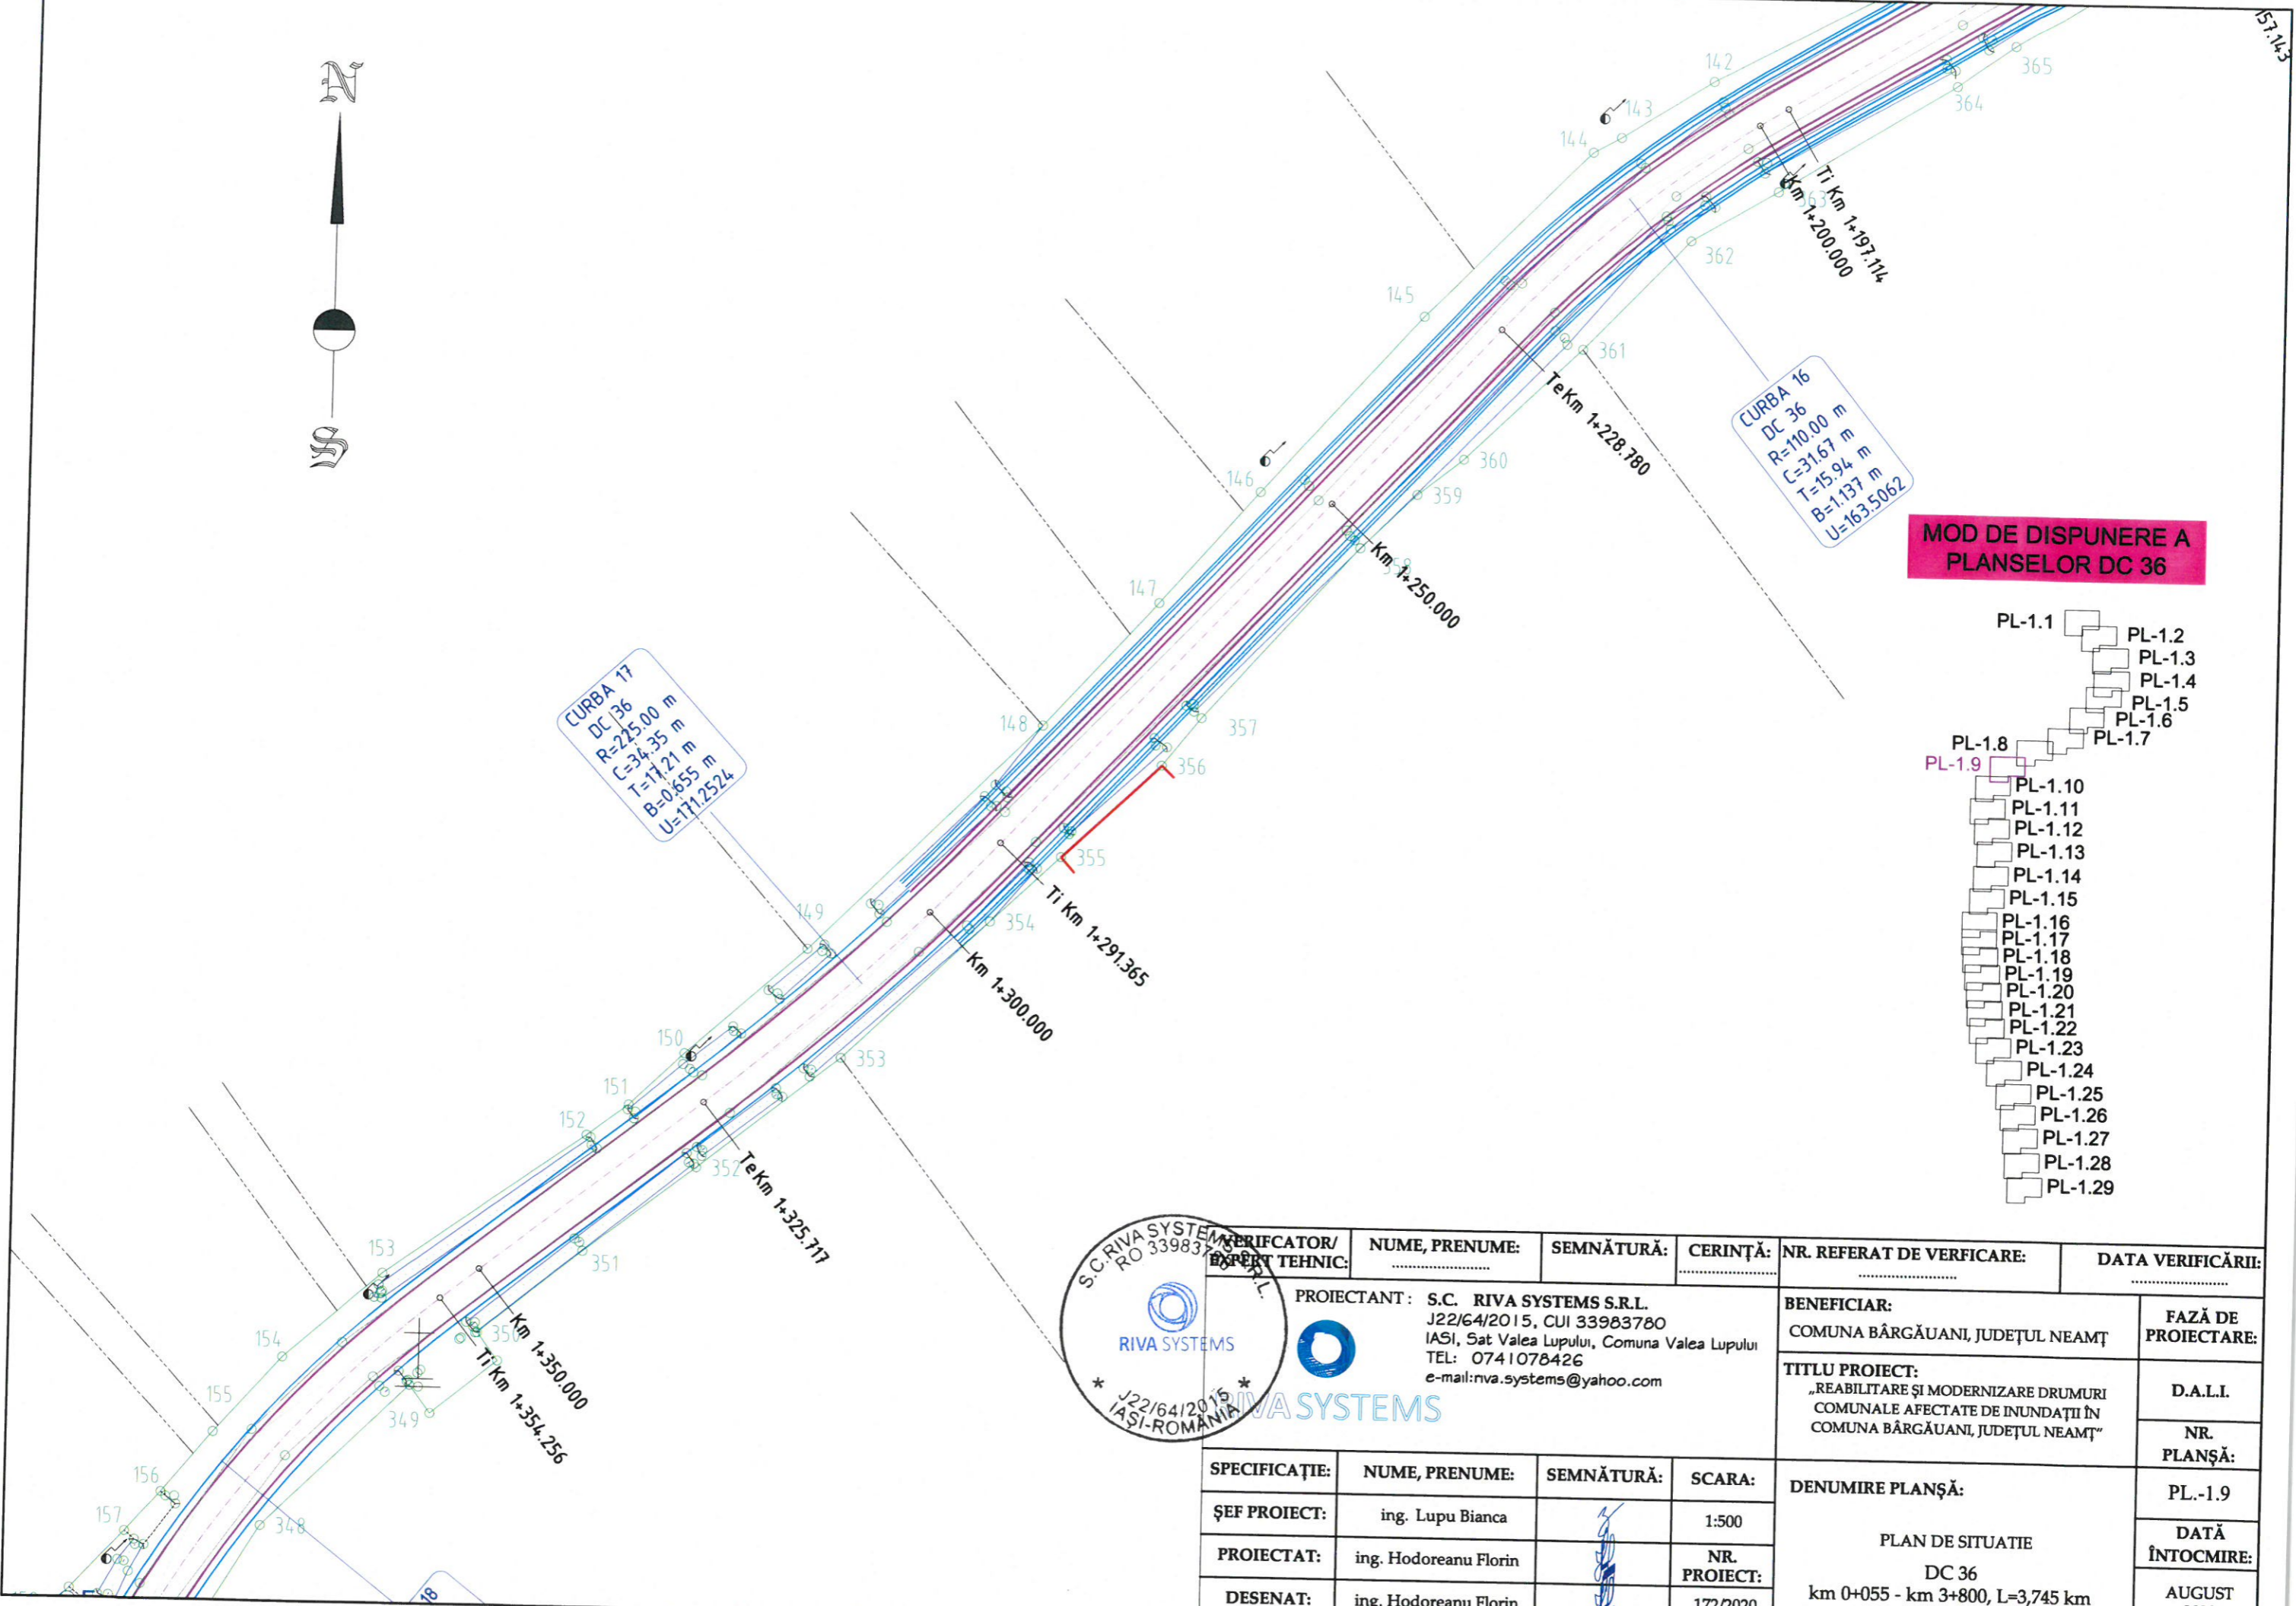 N
S
157.143
142
143
144
145
146
147
148
149
150
151
152
153
154
155
156
157
365
364
363
362
361
360
359
358
357
356
355
354
353
352
351
350
349
348
Ti Km 1+197.114
Km 1+200.000
TeKm 1+228.780
Km 1+250.000
Ti Km 1+291.365
Km 1+300.000
TeKm 1+325.717
Km 1+350.000
Ti Km 1+354.256
CURBA 16
DC 36
R=110.00 m
C=31.67 m
T=15.94 m
B=1.137 m
U=163.5062
CURBA 17
DC 36
R=225.00 m
C=34.35 m
T=17.21 m
B=0.655 m
U=171.2524
18
MOD DE DISPUNERE A
PLANSELOR DC 36
PL-1.1
PL-1.2
PL-1.3
PL-1.4
PL-1.5
PL-1.6
PL-1.7
PL-1.8
PL-1.9
PL-1.10
PL-1.11
PL-1.12
PL-1.13
PL-1.14
PL-1.15
PL-1.16
PL-1.17
PL-1.18
PL-1.19
PL-1.20
PL-1.21
PL-1.22
PL-1.23
PL-1.24
PL-1.25
PL-1.26
PL-1.27
PL-1.28
PL-1.29
S.C. RIVA SYSTEMS S.R.L.
RO 33983780
RIVA SYSTEMS
* J22/64/2015 *
IAȘI-ROMÂNIA
VERIFCATOR/
EXPERT TEHNIC:
NUME, PRENUME:
SEMNĂTURĂ:
CERINȚĂ:
NR. REFERAT DE VERFICARE:
DATA VERIFICĂRII:
PROIECTANT :
S.C. RIVA SYSTEMS S.R.L.
J22/64/2015, CUI 33983780
IASI, Sat Valea Lupului, Comuna Valea Lupului
TEL: 0741078426
e-mail:riva.systems@yahoo.com
RIVA SYSTEMS
BENEFICIAR:
COMUNA BÂRGĂUANI, JUDEȚUL NEAMȚ
FAZĂ DE
PROIECTARE:
TITLU PROIECT:
„REABILITARE ȘI MODERNIZARE DRUMURI
COMUNALE AFECTATE DE INUNDAȚII ÎN
COMUNA BÂRGĂUANI, JUDEȚUL NEAMȚ"
D.A.L.I.
NR.
PLANȘĂ:
SPECIFICAȚIE:
NUME, PRENUME:
SEMNĂTURĂ:
SCARA:
DENUMIRE PLANȘĂ:
PL.-1.9
ȘEF PROIECT:
ing. Lupu Bianca
1:500
PLAN DE SITUATIE
DATĂ
ÎNTOCMIRE:
PROIECTAT:
ing. Hodoreanu Florin
NR.
PROIECT:
DC 36
km 0+055 - km 3+800, L=3,745 km
DESENAT:
ing. Hodoreanu Florin
172/2020
AUGUST